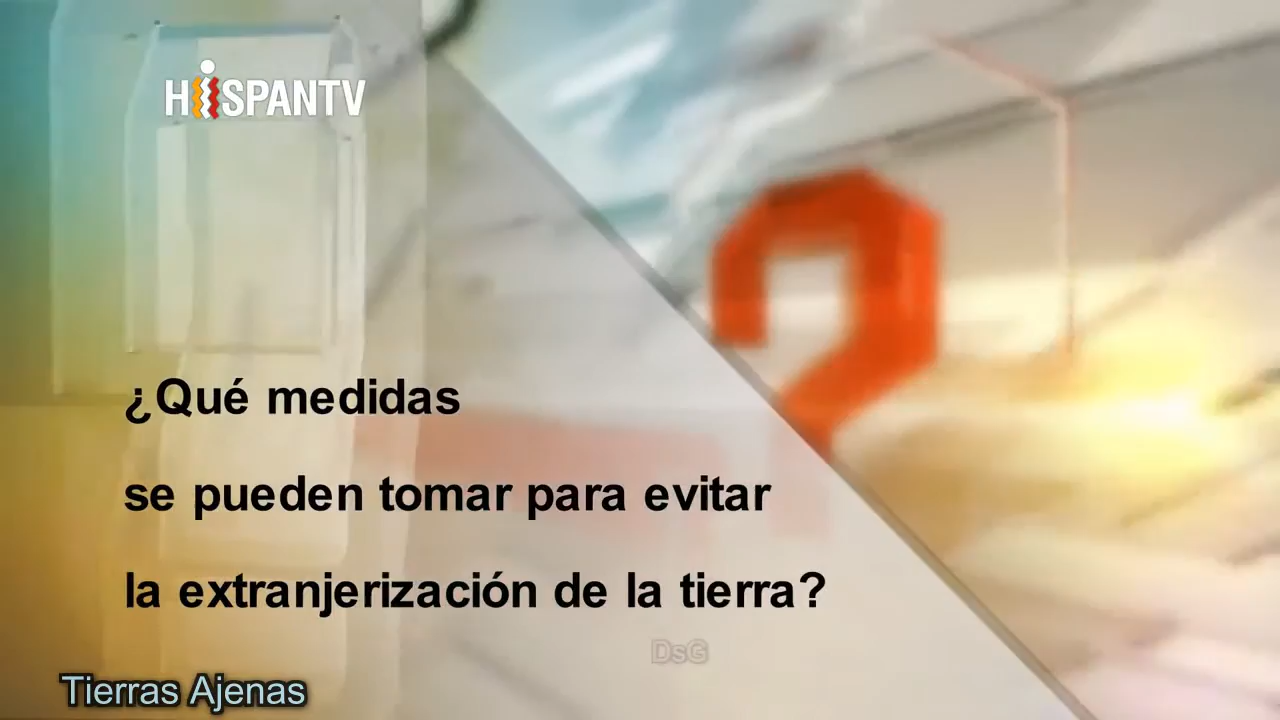 HISPANTV
¿Qué medidas
se pueden tomar para evitar
la extranjerización de la tierra?
DsG
Tierras Ajenas